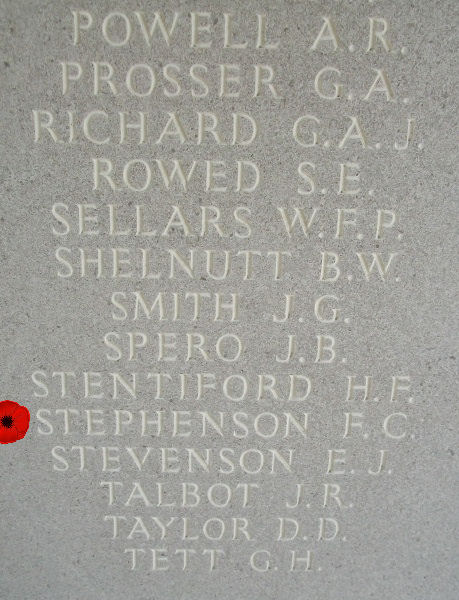 POWELL A.R.
PROSSER G.A.
RICHARD G.A.J.
ROWED S.E.
SELLARS W.F.P.
SHELNUTT B.W.
SMITH J.G.
SPERO J.B.
STENTIFORD H.F.
STEPHENSON F.C.
STEVENSON E.J.
TALBOT J.R.
TAYLOR D.D.
TETT G.H.